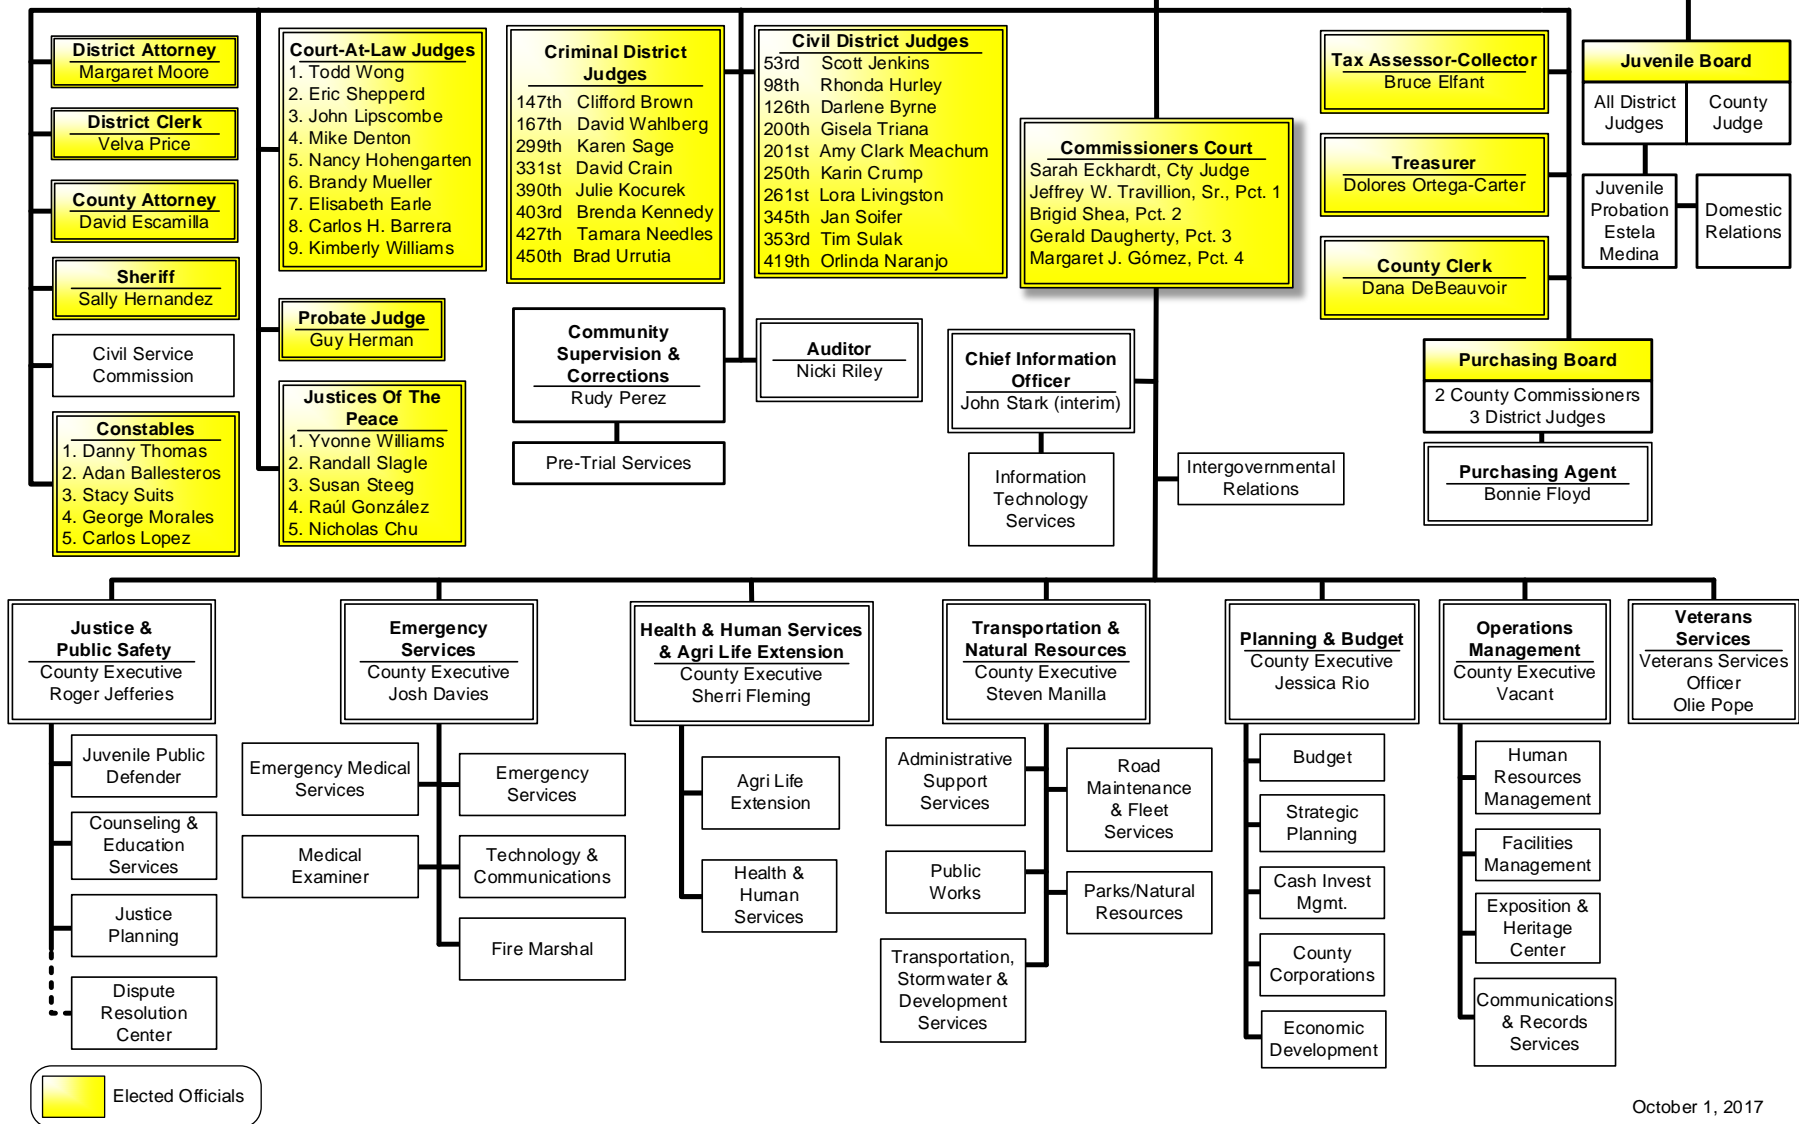 District Attorney
Margaret Moore
District Clerk
Velva Price
County Attorney
David Escamilla
Sheriff
Sally Hernandez
Civil Service
Commission
Constables
1. Danny Thomas
2. Adan Ballesteros
3. Stacy Suits
4. George Morales
5. Carlos Lopez
Court-At-Law Judges
1. Todd Wong
2. Eric Shepperd
3. John Lipscombe
4. Mike Denton
5. Nancy Hohengarten
6. Brandy Mueller
7. Elisabeth Earle
8. Carlos H. Barrera
9. Kimberly Williams
Probate Judge
Guy Herman
Justices Of The
Peace
1. Yvonne Williams
2. Randall Slagle
3. Susan Steeg
4. Raúl González
5. Nicholas Chu
Criminal District
Judges
147th Clifford Brown
167th David Wahlberg
299th Karen Sage
331st David Crain
390th Julie Kocurek
403rd Brenda Kennedy
427th Tamara Needles
450th Brad Urrutia
Civil District Judges
53rd Scott Jenkins
98th Rhonda Hurley
126th Darlene Byrne
200th Gisela Triana
201st Amy Clark Meachum
250th Karin Crump
261st Lora Livingston
345th Jan Soifer
353rd Tim Sulak
419th Orlinda Naranjo
Community
Supervision &
Corrections
Rudy Perez
Pre-Trial Services
Auditor
Nicki Riley
Commissioners Court
Sarah Eckhardt, Cty Judge
Jeffrey W. Travillion, Sr., Pct. 1
Brigid Shea, Pct. 2
Gerald Daugherty, Pct. 3
Margaret J. Gómez, Pct. 4
Chief Information
Officer
John Stark (interim)
Information
Technology
Services
Intergovernmental
Relations
Tax Assessor-Collector
Bruce Elfant
Treasurer
Dolores Ortega-Carter
County Clerk
Dana DeBeauvoir
Purchasing Board
2 County Commissioners
3 District Judges
Purchasing Agent
Bonnie Floyd
Juvenile Board
All District
Judges
County
Judge
Juvenile
Probation
Estela
Medina
Domestic
Relations
Justice &
Public Safety
County Executive
Roger Jefferies
Juvenile Public
Defender
Counseling &
Education
Services
Justice
Planning
Dispute
Resolution
Center
Emergency
Services
County Executive
Josh Davies
Emergency Medical
Services
Emergency
Services
Medical
Examiner
Technology &
Communications
Fire Marshal
Health & Human Services
& Agri Life Extension
County Executive
Sherri Fleming
Agri Life
Extension
Health &
Human
Services
Transportation &
Natural Resources
County Executive
Steven Manilla
Administrative
Support
Services
Road
Maintenance
& Fleet
Services
Public
Works
Parks/Natural
Resources
Transportation,
Stormwater &
Development
Services
Planning & Budget
County Executive
Jessica Rio
Budget
Strategic
Planning
Cash Invest
Mgmt.
County
Corporations
Economic
Development
Operations
Management
County Executive
Vacant
Human
Resources
Management
Facilities
Management
Exposition &
Heritage
Center
Communications
& Records
Services
Veterans
Services
Veterans Services
Officer
Olie Pope
Elected Officials
October 1, 2017